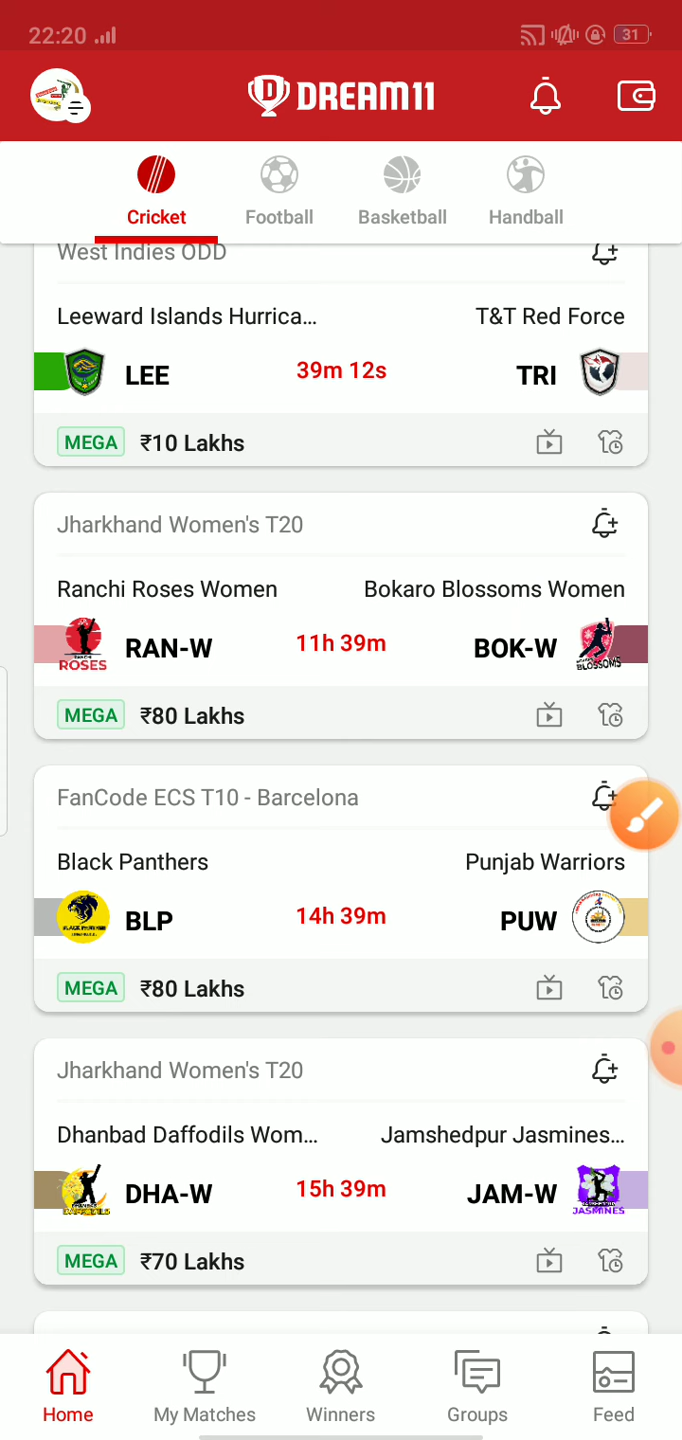 22:20
31
DREAM11
Cricket
Football
Basketball
Handball
West Indies ODD
Leeward Islands Hurrica...
T&T Red Force
LEE
39m 12s
TRI
MEGA
₹10 Lakhs
Jharkhand Women's T20
Ranchi Roses Women
Bokaro Blossoms Women
ROSES
RAN-W
11h 39m
BOK-W
BLOSSOMS
MEGA
₹80 Lakhs
FanCode ECS T10 - Barcelona
Black Panthers
Punjab Warriors
BLP
14h 39m
PUW
MEGA
₹80 Lakhs
Jharkhand Women's T20
Dhanbad Daffodils Wom...
Jamshedpur Jasmines...
DHA-W
15h 39m
JAM-W
JASMINES
MEGA
₹70 Lakhs
Home
My Matches
Winners
Groups
Feed